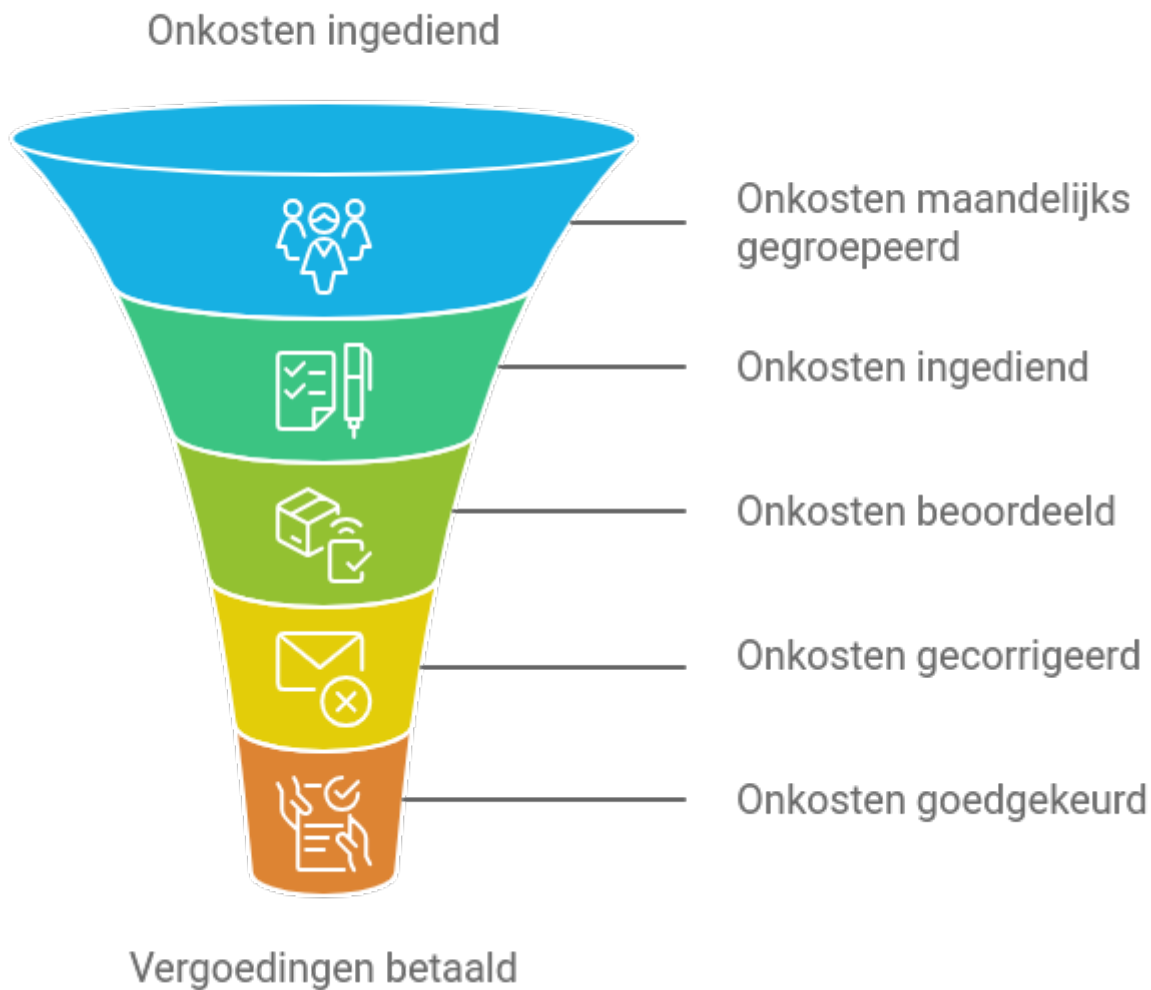 Onkosten ingediend
Onkosten maandelijks
gegroepeerd
Onkosten ingediend
Onkosten beoordeeld
Onkosten gecorrigeerd
Onkosten goedgekeurd
Vergoedingen betaald